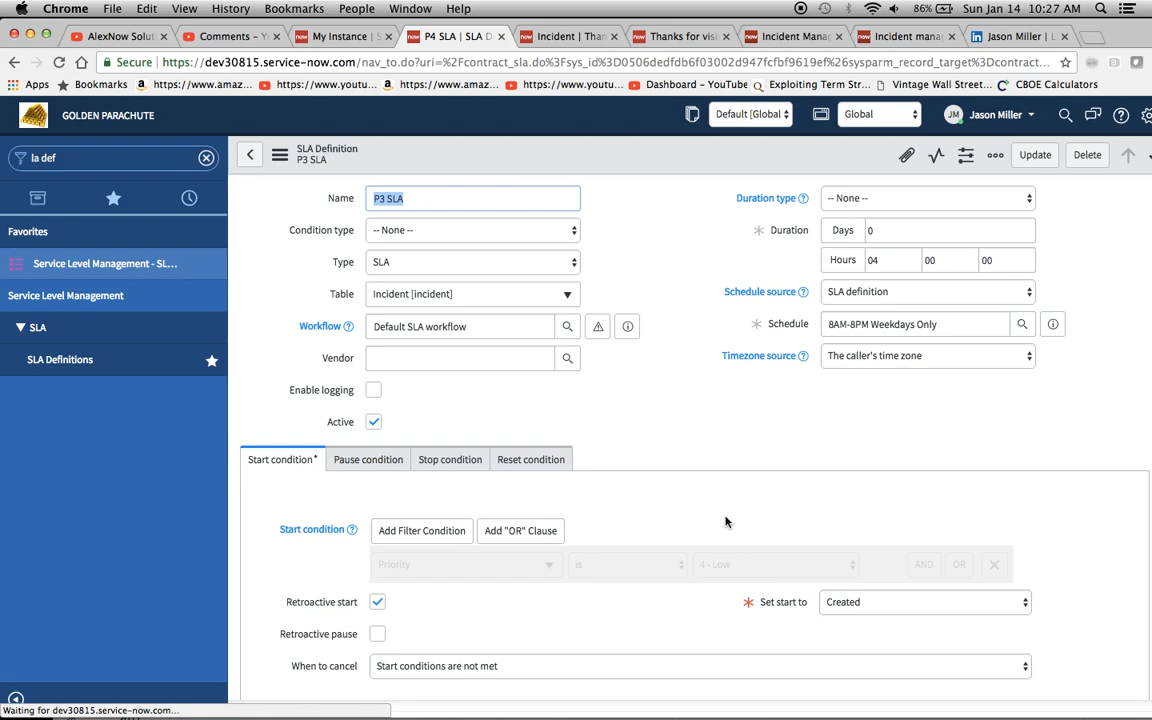 Chrome File Edit View History Bookmarks People Window Help 86% Sun Jan 14 10:27 AM
AlexNow Solut Comments – Y My Instance | S P4 SLA | SLA D Incident | Than Thanks for visi Incident Mana Incident mana Jason Miller | L
Secure https://dev30815.service-now.com/nav_to.do?uri=%2Fcontract_sla.do%3Fsys_id%3D0506dedfdb6f03002d947fcfbf9619ef%26sysparm_record_target%3Dcontract...
Apps Bookmarks https://www.amaz... https://www.youtu... https://www.amaz... https://www.youtu... Dashboard – YouTube Exploiting Term Str... Vintage Wall Street... CBOE Calculators
GOLDEN PARACHUTE Default [Global Global JM Jason Miller
la def
SLA Definition
P3 SLA
Update Delete
Favorites
Service Level Management - SL...
Service Level Management
SLA
SLA Definitions
Name P3 SLA
Duration type -- None --
Condition type -- None --
Duration Days 0
Type SLA
Hours 04 00 00
Table Incident [incident]
Schedule source SLA definition
Workflow Default SLA workflow
Schedule 8AM-8PM Weekdays Only
Vendor
Timezone source The caller's time zone
Enable logging
Active
Start condition* Pause condition Stop condition Reset condition
Start condition Add Filter Condition Add "OR" Clause
Priority is 4 - Low AND OR
Retroactive start Set start to Created
Retroactive pause
When to cancel Start conditions are not met
Waiting for dev30815.service-now.com...